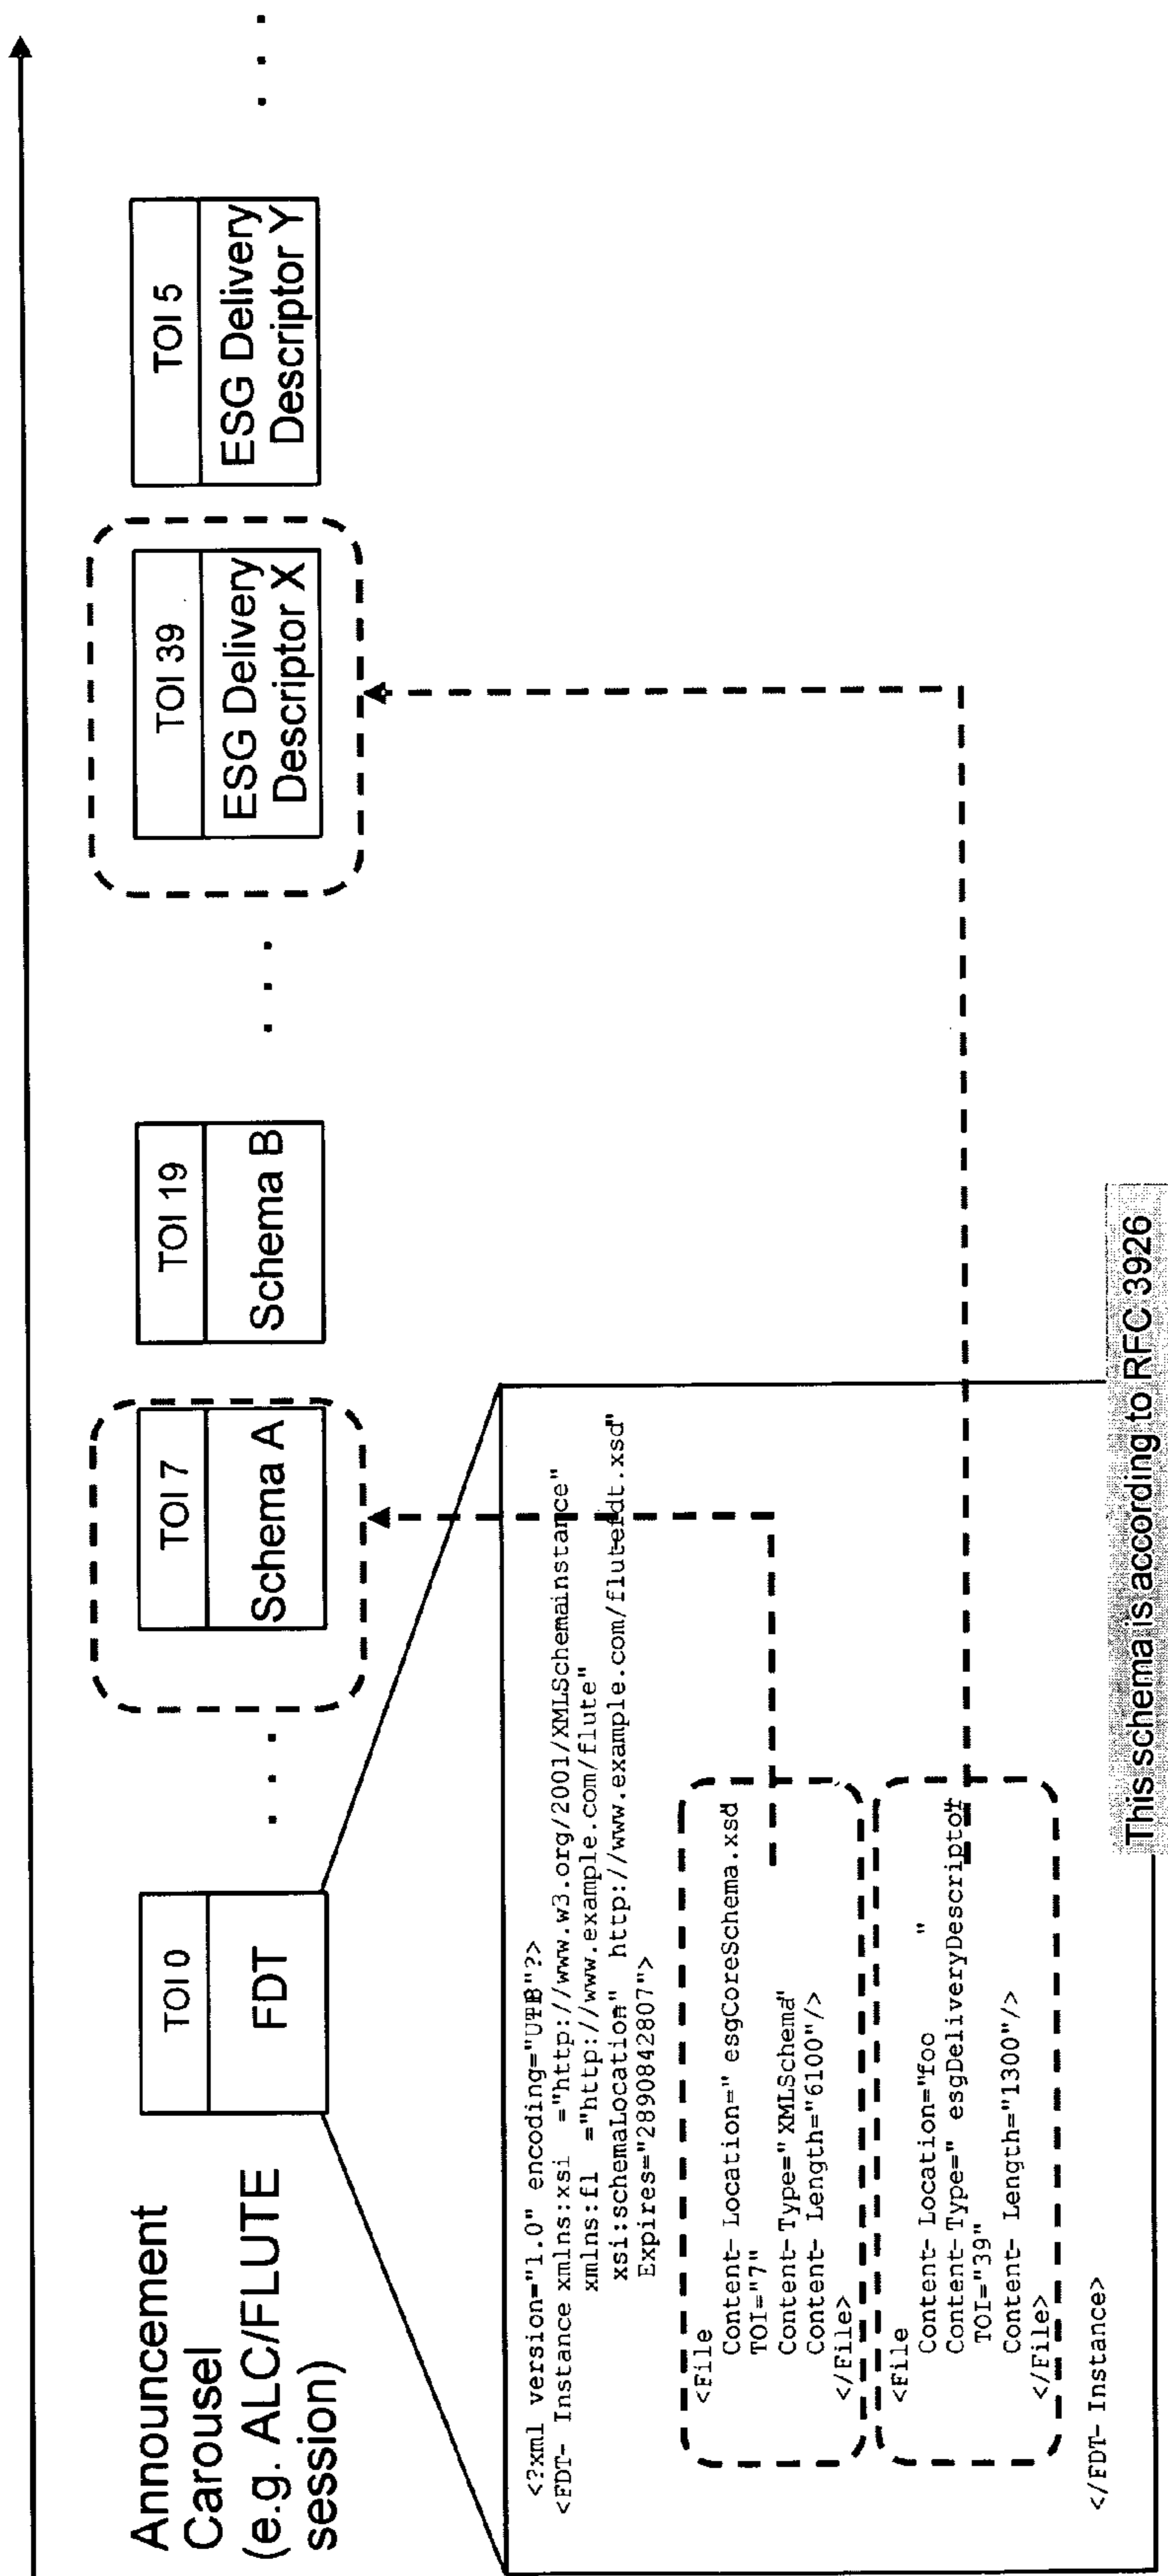 Announcement
Carousel
(e.g. ALC/FLUTE
session)
TOI 0
FDT
. . .
TOI 7
Schema A
TOI 19
Schema B
. . .
TOI 39
ESG Delivery
Descriptor X
TOI 5
ESG Delivery
Descriptor Y
. . .
<?xml version="1.0" encoding="UTF8"?>
<FDT- Instance xmlns:xsi ="http://www.w3.org/2001/XMLSchemainstance"
xmlns:fl ="http://www.example.com/flute"
xsi:schemaLocation" http://www.example.com/flutefdt.xsd"
Expires="2890842807">
<File
Content- Location=" esgCoreSchema.xsd
TOI="7"
Content- Type=" XMLSchema"
Content- Length="6100"/>
</File>
<File
Content- Location="foo "
Content- Type=" esgDeliveryDescriptor"
TOI="39"
Content- Length="1300"/>
</File>
</FDT- Instance>
This schema is according to RFC 3926